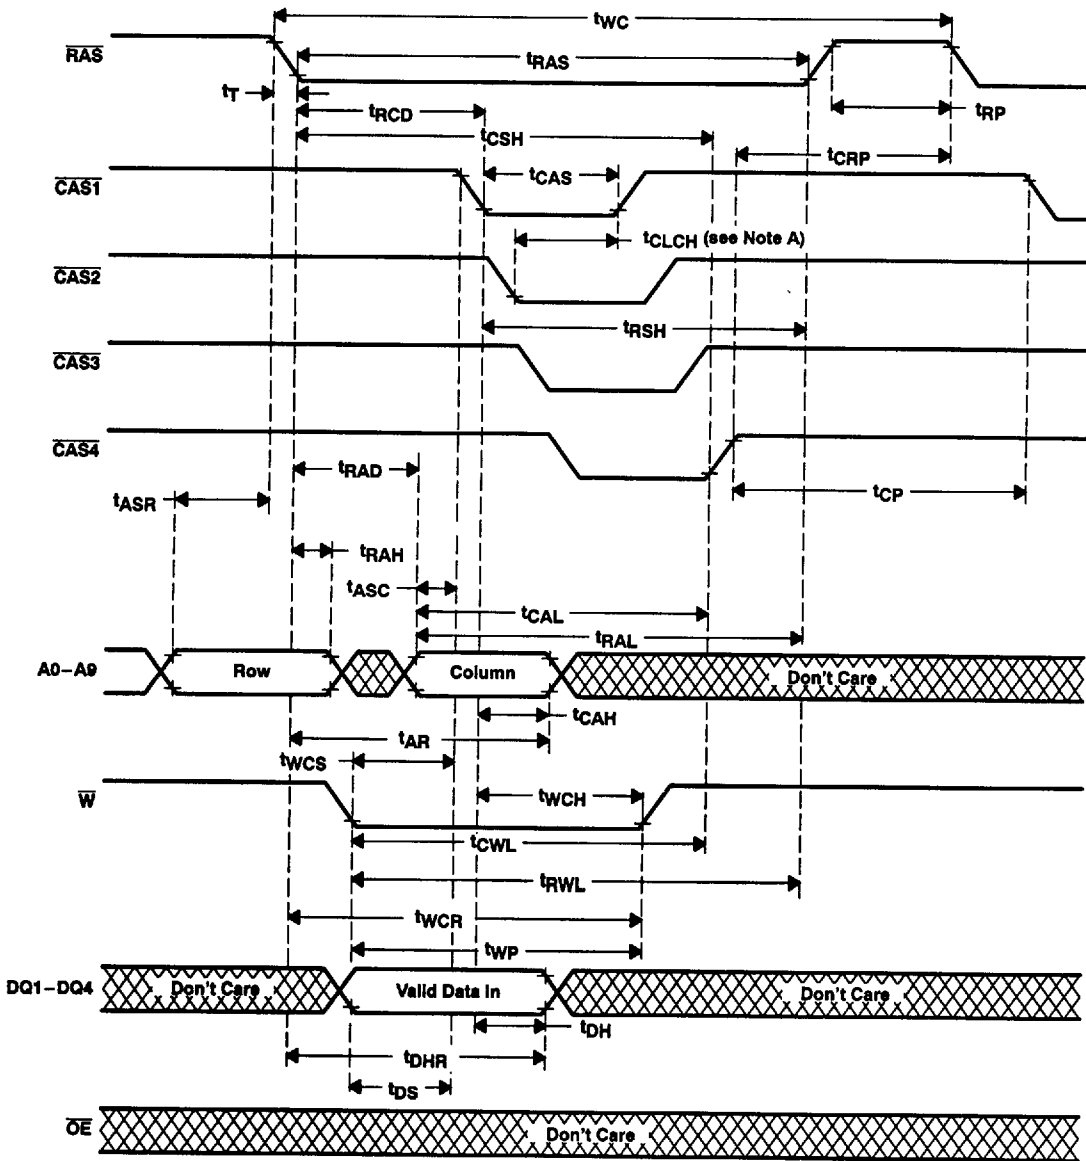 tWC
RAS
tRAS
tT
tRCD
tRP
tCSH
tCRP
CAS1
tCAS
tCLCH (see Note A)
CAS2
tRSH
CAS3
CAS4
tRAD
tASR
tCP
tRAH
tASC
tCAL
tRAL
A0–A9
Row
Column
Don't Care
tCAH
tAR
tWCS
W
tWCH
tCWL
tRWL
tWCR
tWP
DQ1–DQ4
Don't Care
Valid Data In
Don't Care
tDH
tDHR
tDS
OE
Don't Care